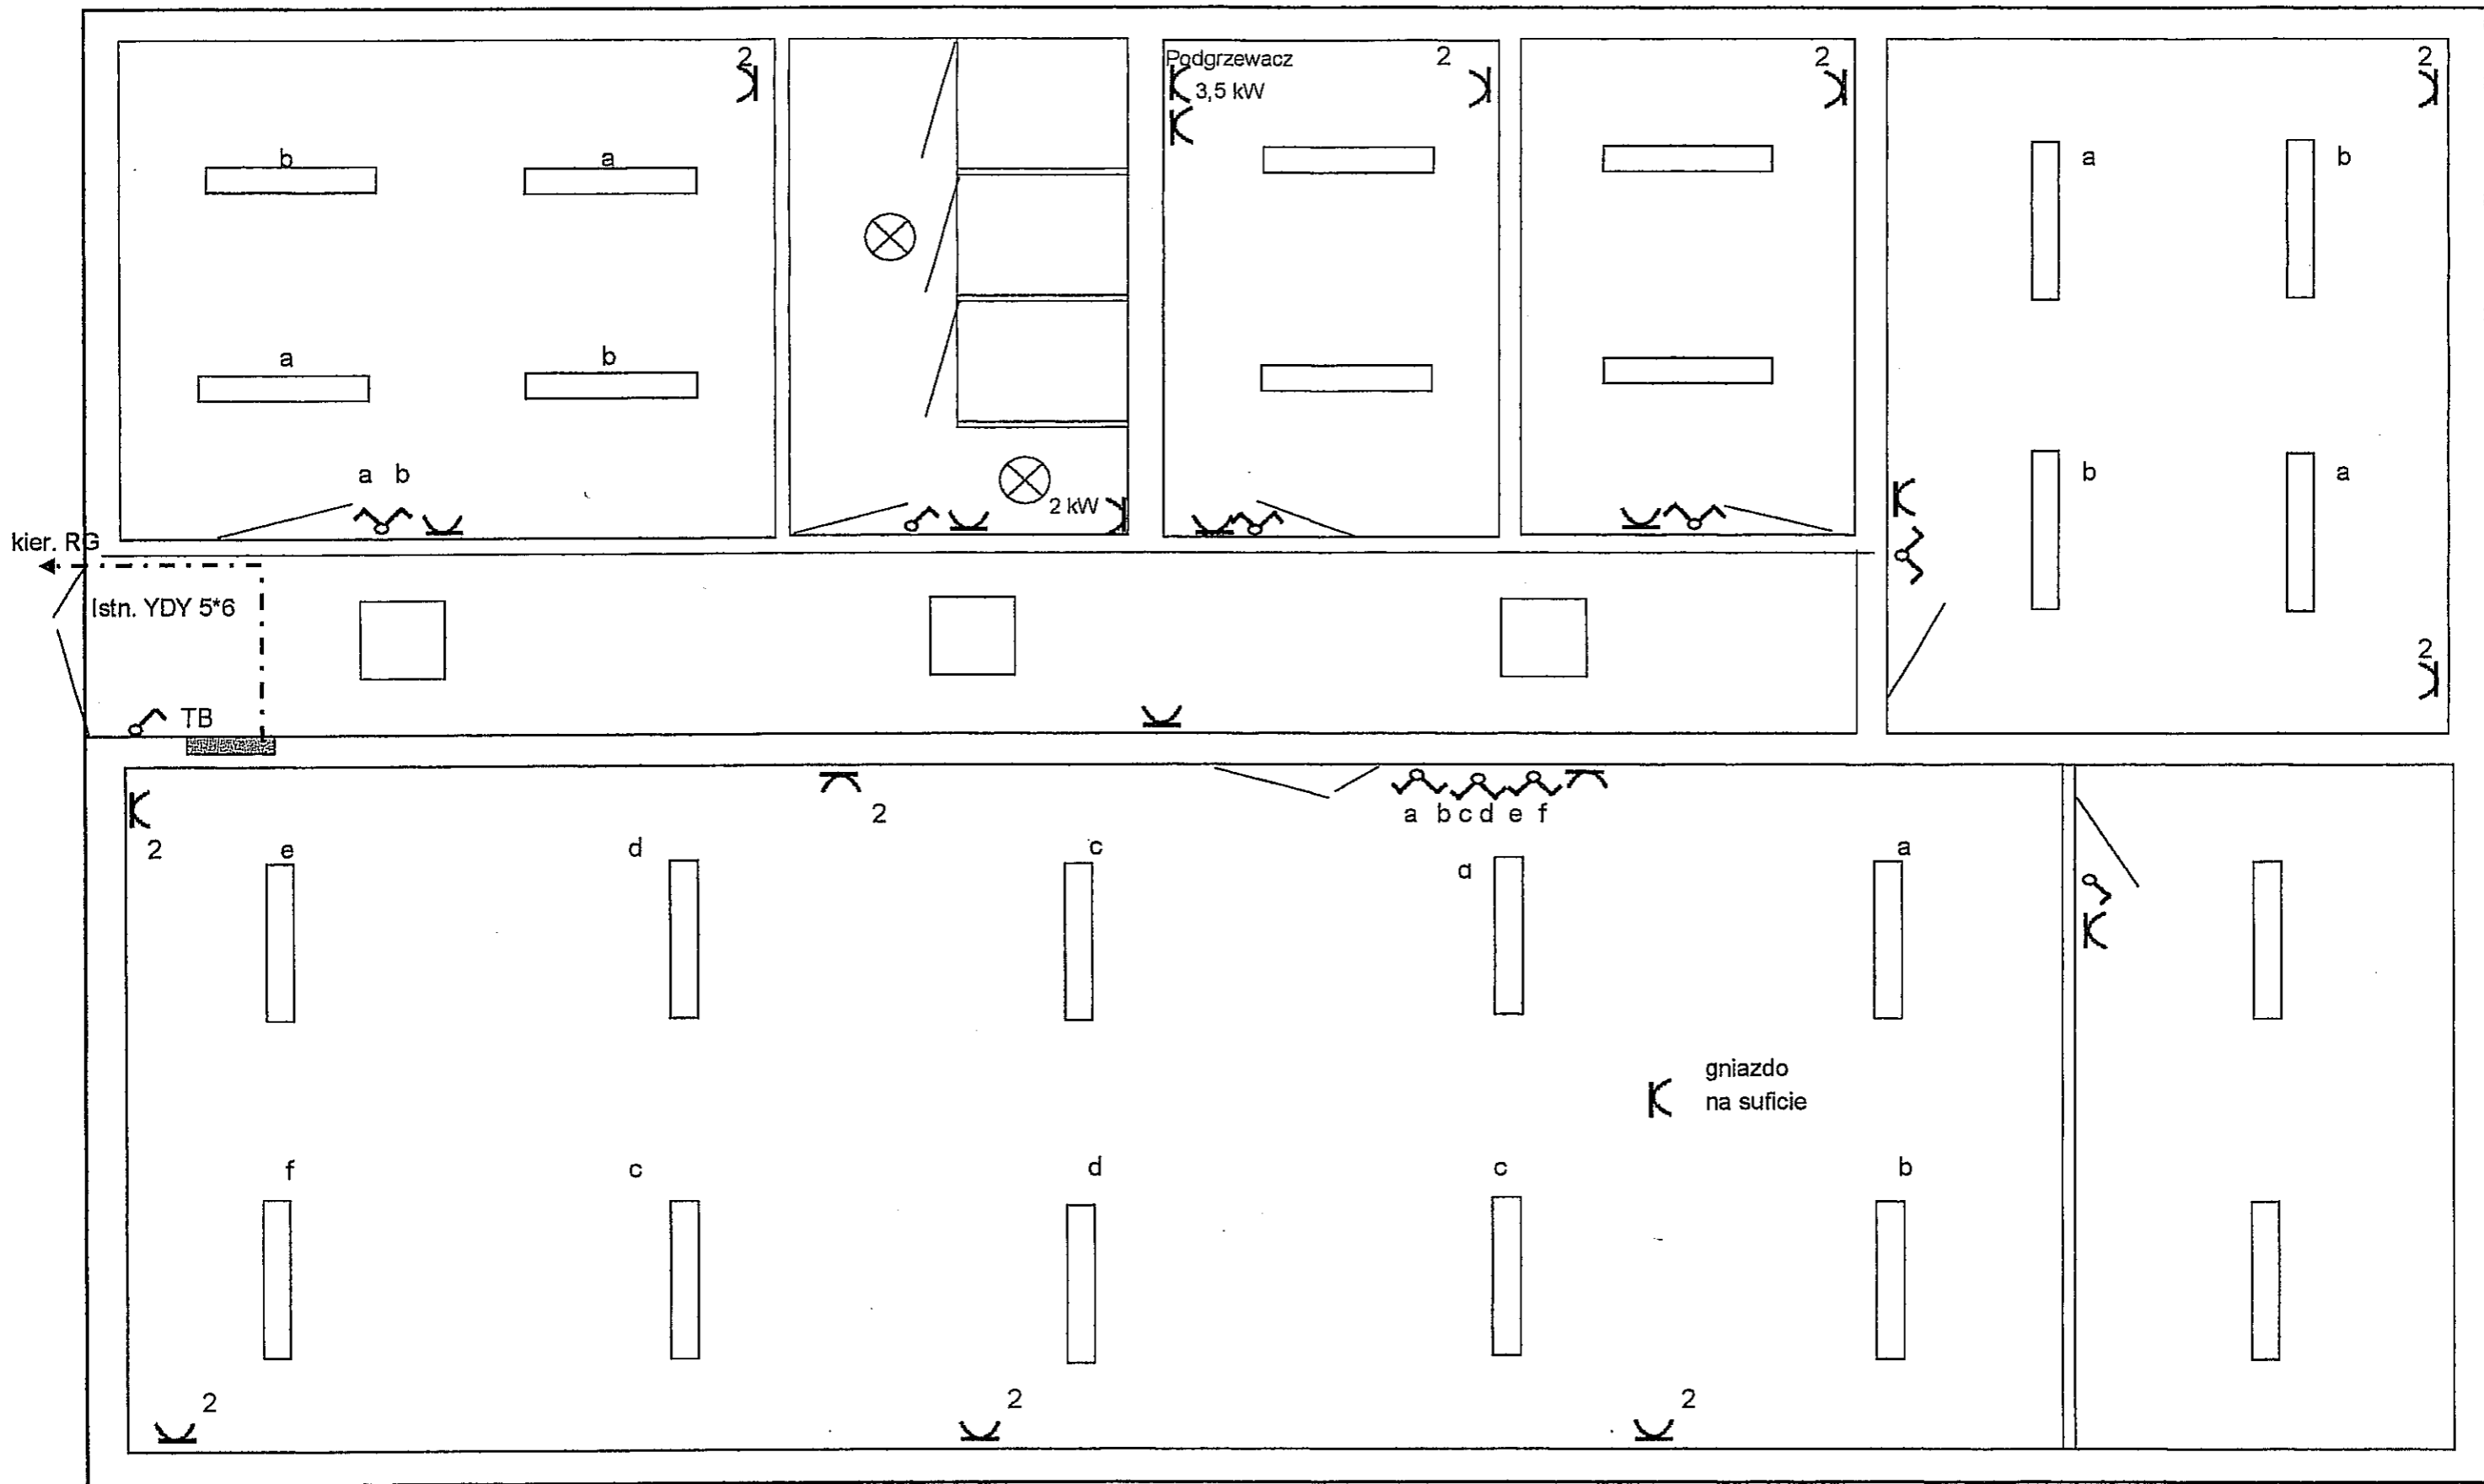 2
Podgrzewacz
3,5 kW
2
2
2
b
a
a
b
a
b
b
a
a b
2 kW
kier. RG
Istn. YDY 5*6
2
TB
2
2
a b c d e f
e
d
c
d
a
gniazdo
na suficie
f
c
d
c
b
2
2
2